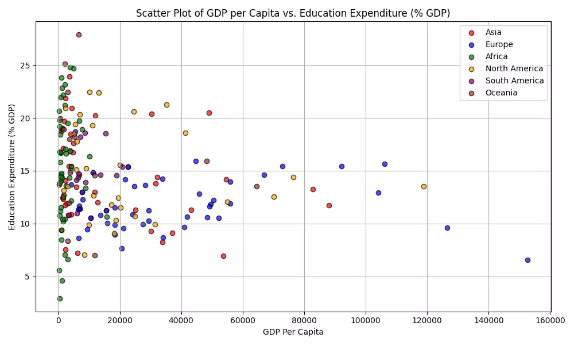 Scatter Plot of GDP per Capita vs. Education Expenditure (% GDP)
Asia
Europe
Africa
North America
South America
Oceania
Education Expenditure (% GDP)
25
20
15
10
5
0 20000 40000 60000 80000 100000 120000 140000 160000
GDP Per Capita